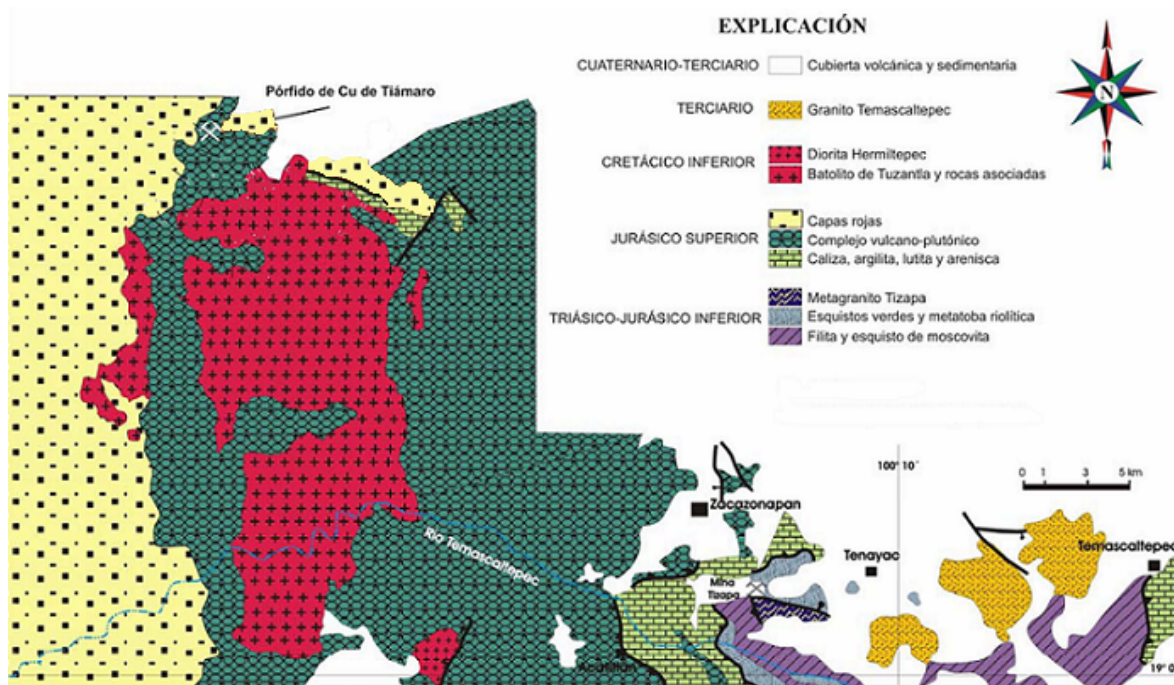 EXPLICACIÓN
CUATERNARIO-TERCIARIO
Cubierta volcánica y sedimentaria
TERCIARIO
Granito Temascaltepec
CRETÁCICO INFERIOR
Diorita Hermiltepec
Batolito de Tuzantla y rocas asociadas
JURÁSICO SUPERIOR
Capas rojas
Complejo vulcano-plutónico
Caliza, argilita, lutita y arenisca
TRIÁSICO-JURÁSICO INFERIOR
Metagranito Tizapa
Esquistos verdes y metatoba riolítica
Filita y esquisto de moscovita
N
Pórfido de Cu de Tiámaro
100° 10´
0 1 3 5 km
Zacazonapan
Río Temascaltepec
Tenayac
Temascaltepec
Mina
Tizapa
19° 0